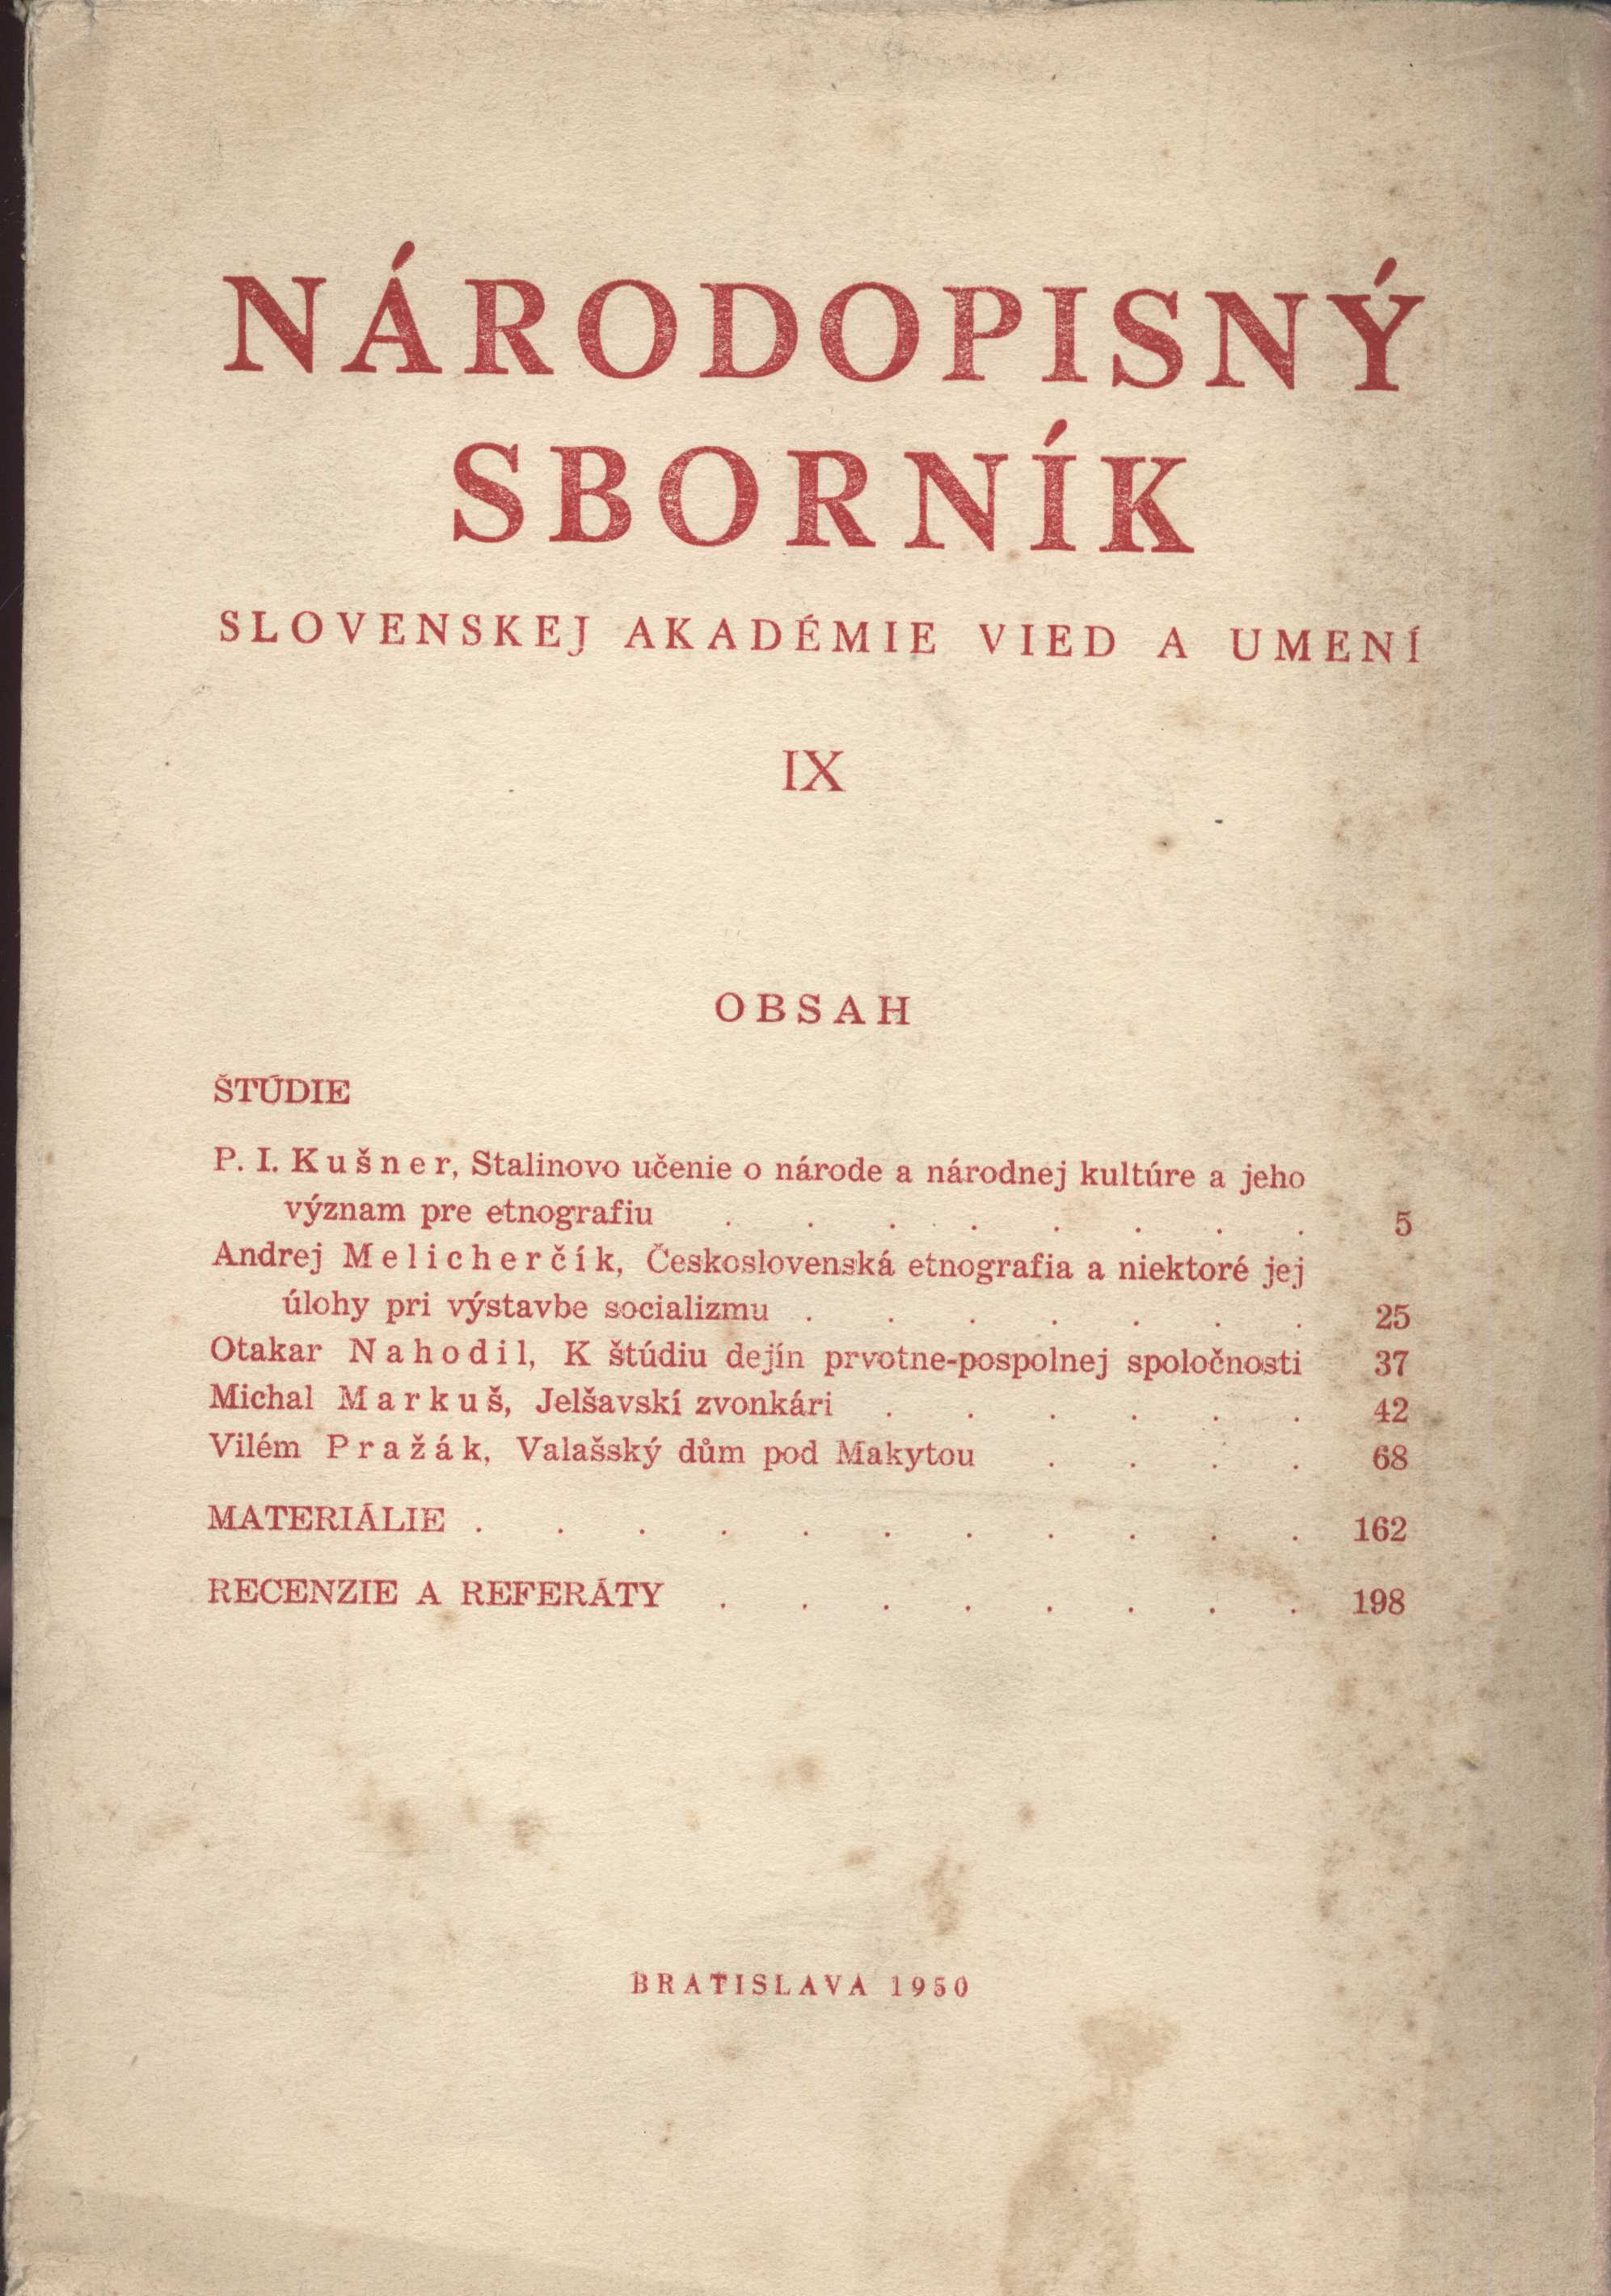 NÁRODOPISNÝ
SBORNÍK
SLOVENSKEJ AKADÉMIE VIED A UMENÍ
IX
OBSAH
ŠTÚDIE
P. I. Kušner, Stalinovo učenie o národe a národnej kultúre a jeho
význam pre etnografiu . . . . . . . . 5
Andrej Melicherčík, Československá etnografia a niektoré jej
úlohy pri výstavbe socializmu . . . . . . . 25
Otakar Nahodil, K štúdiu dejín prvotne-pospolnej spoločnosti 37
Michal Markuš, Jelšavskí zvonkári . . . . . . 42
Vilém Pražák, Valašský dům pod Makytou . . . . 68
MATERIÁLIE . . . . . . . . . . . 162
RECENZIE A REFERÁTY . . . . . . . . 198
BRATISLAVA 1950